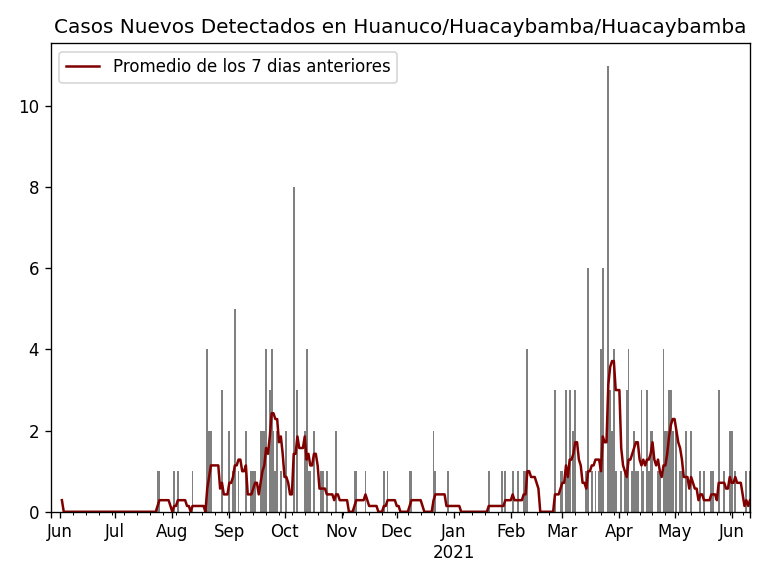 Casos Nuevos Detectados en Huanuco/Huacaybamba/Huacaybamba
Promedio de los 7 dias anteriores
10
8
6
4
2
0
Jun Jul Aug Sep Oct Nov Dec Jan Feb Mar Apr May Jun
2021